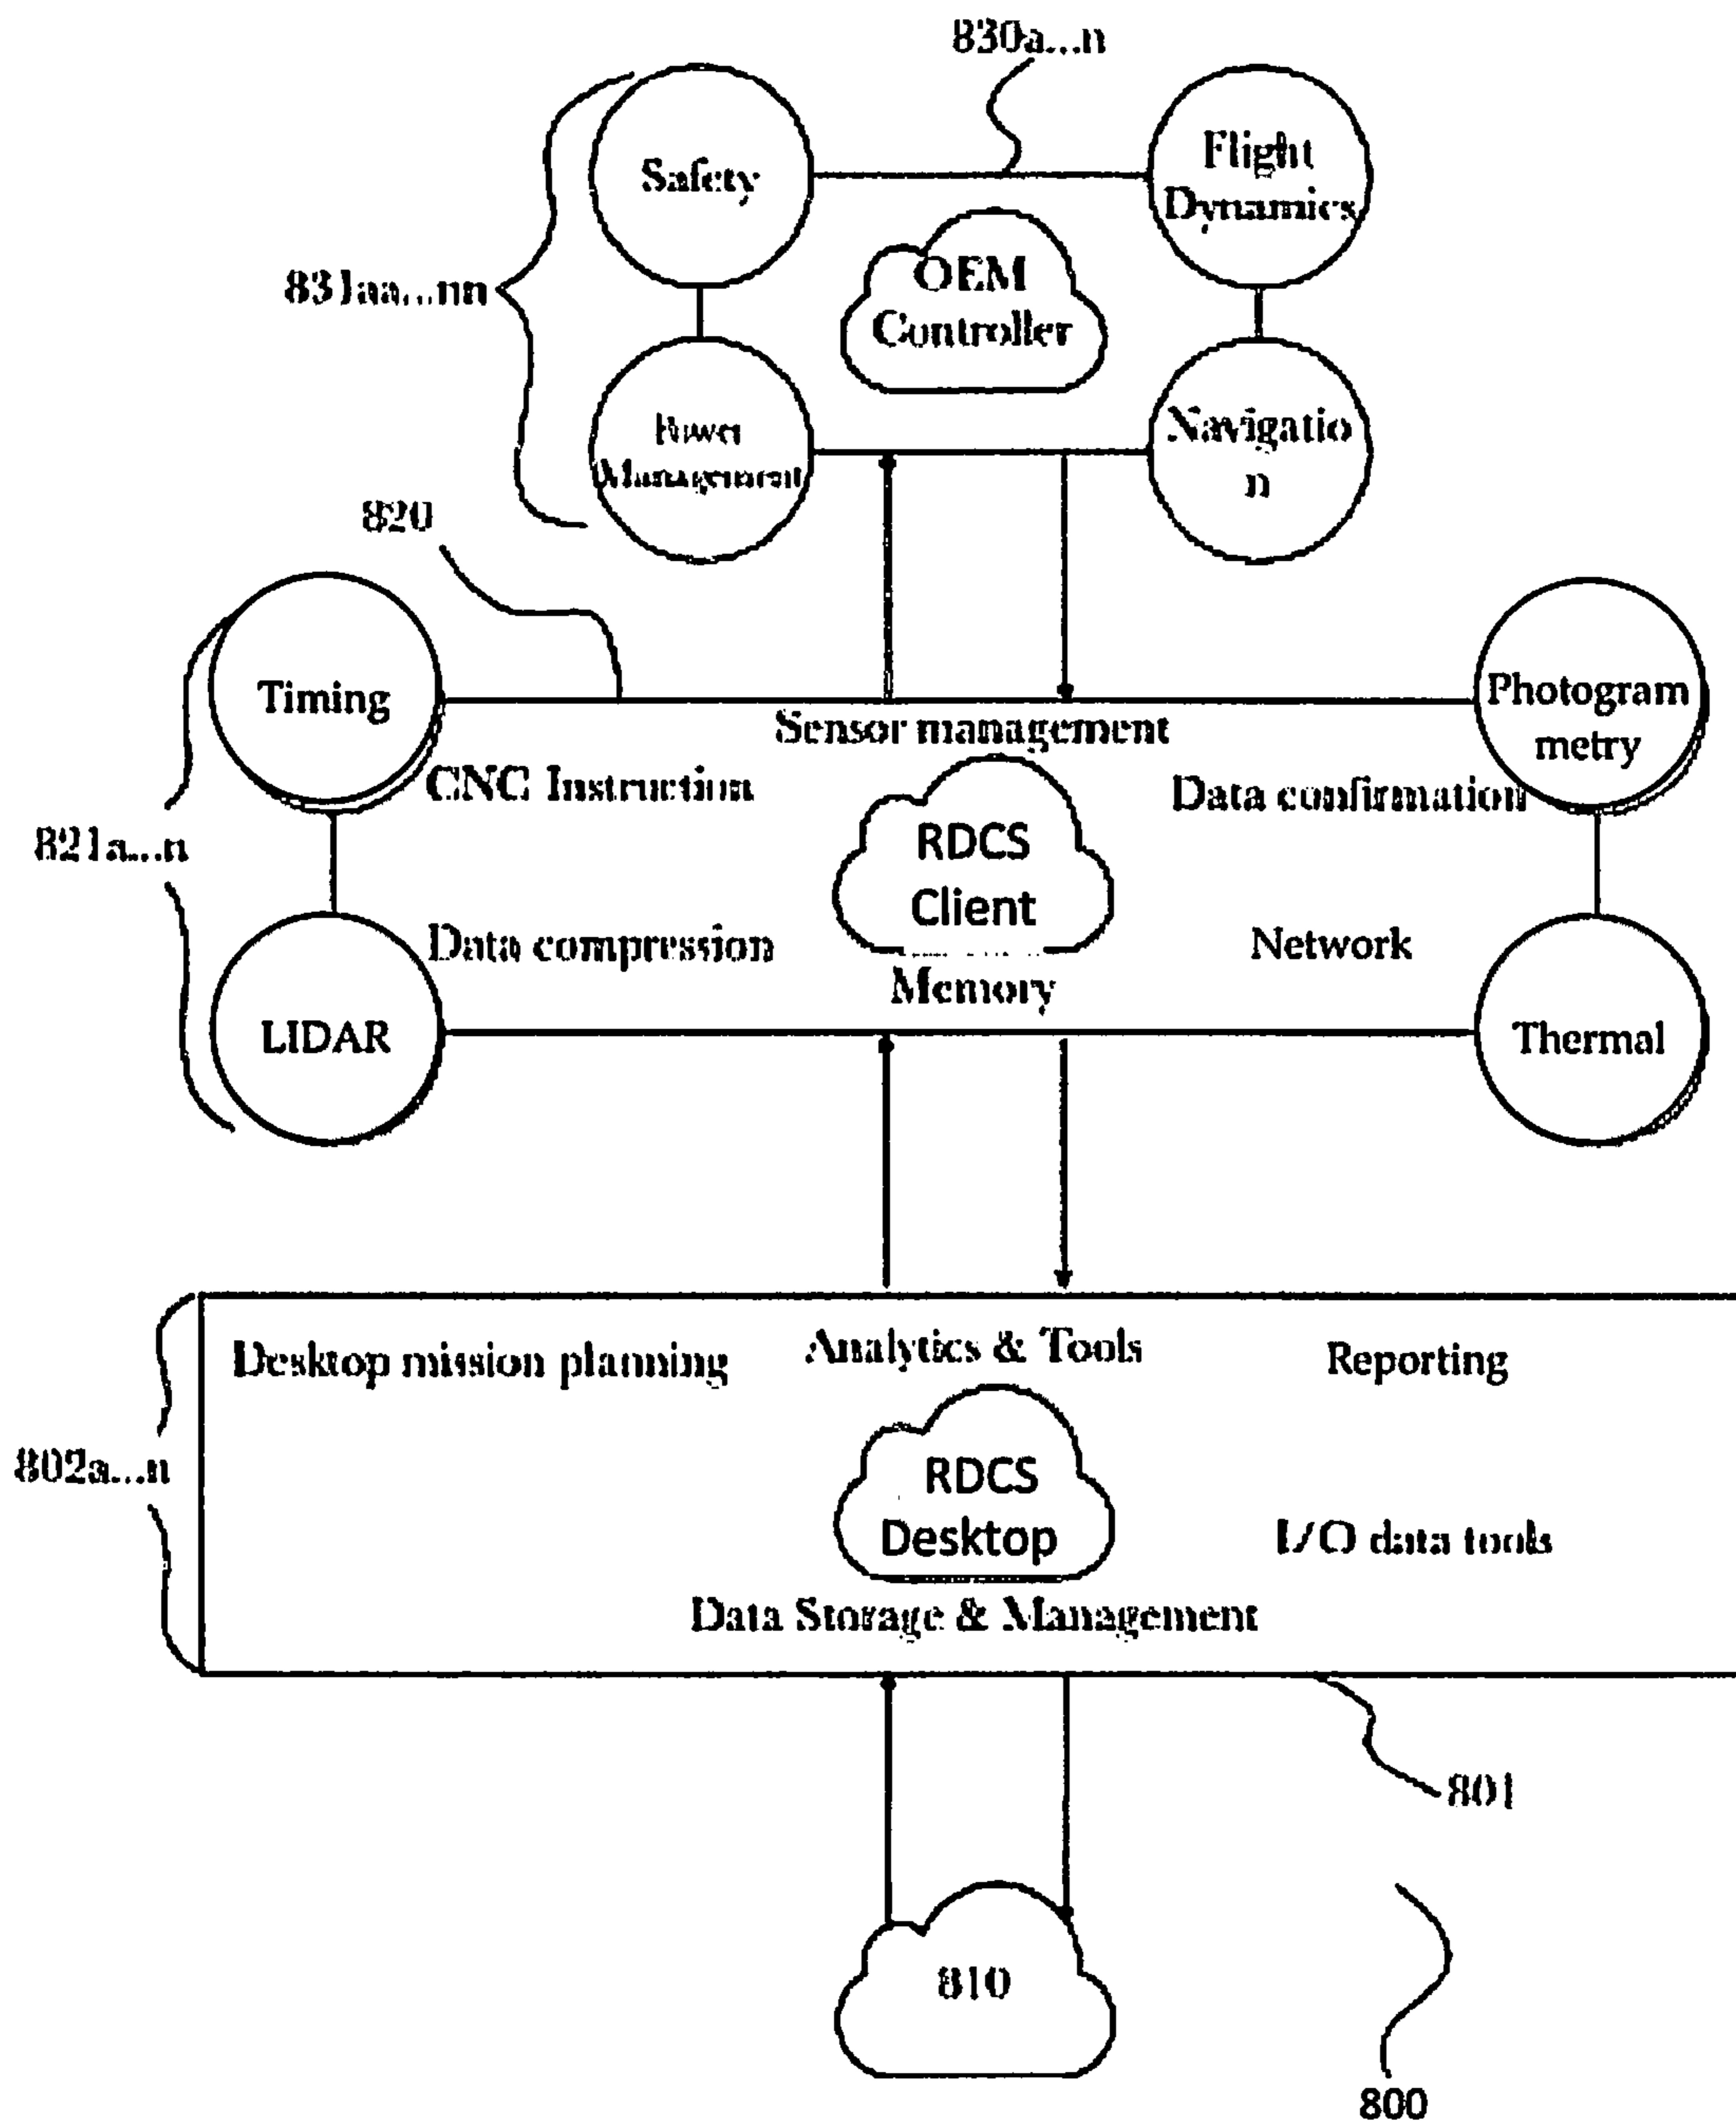 830a...n
Safety
Flight
Dynamics
OEM
Controller
831aa...nn
Power
Management
Navigatio
n
820
Timing
Photogram
metry
Sensor management
CNC Instruction
Data confirmation
RDCS
Client
821a...n
Data compression
Network
Memory
LIDAR
Thermal
Desktop mission planning
Analytics & Tools
Reporting
RDCS
Desktop
802a...n
I/O data tools
Data Storage & Management
801
810
800